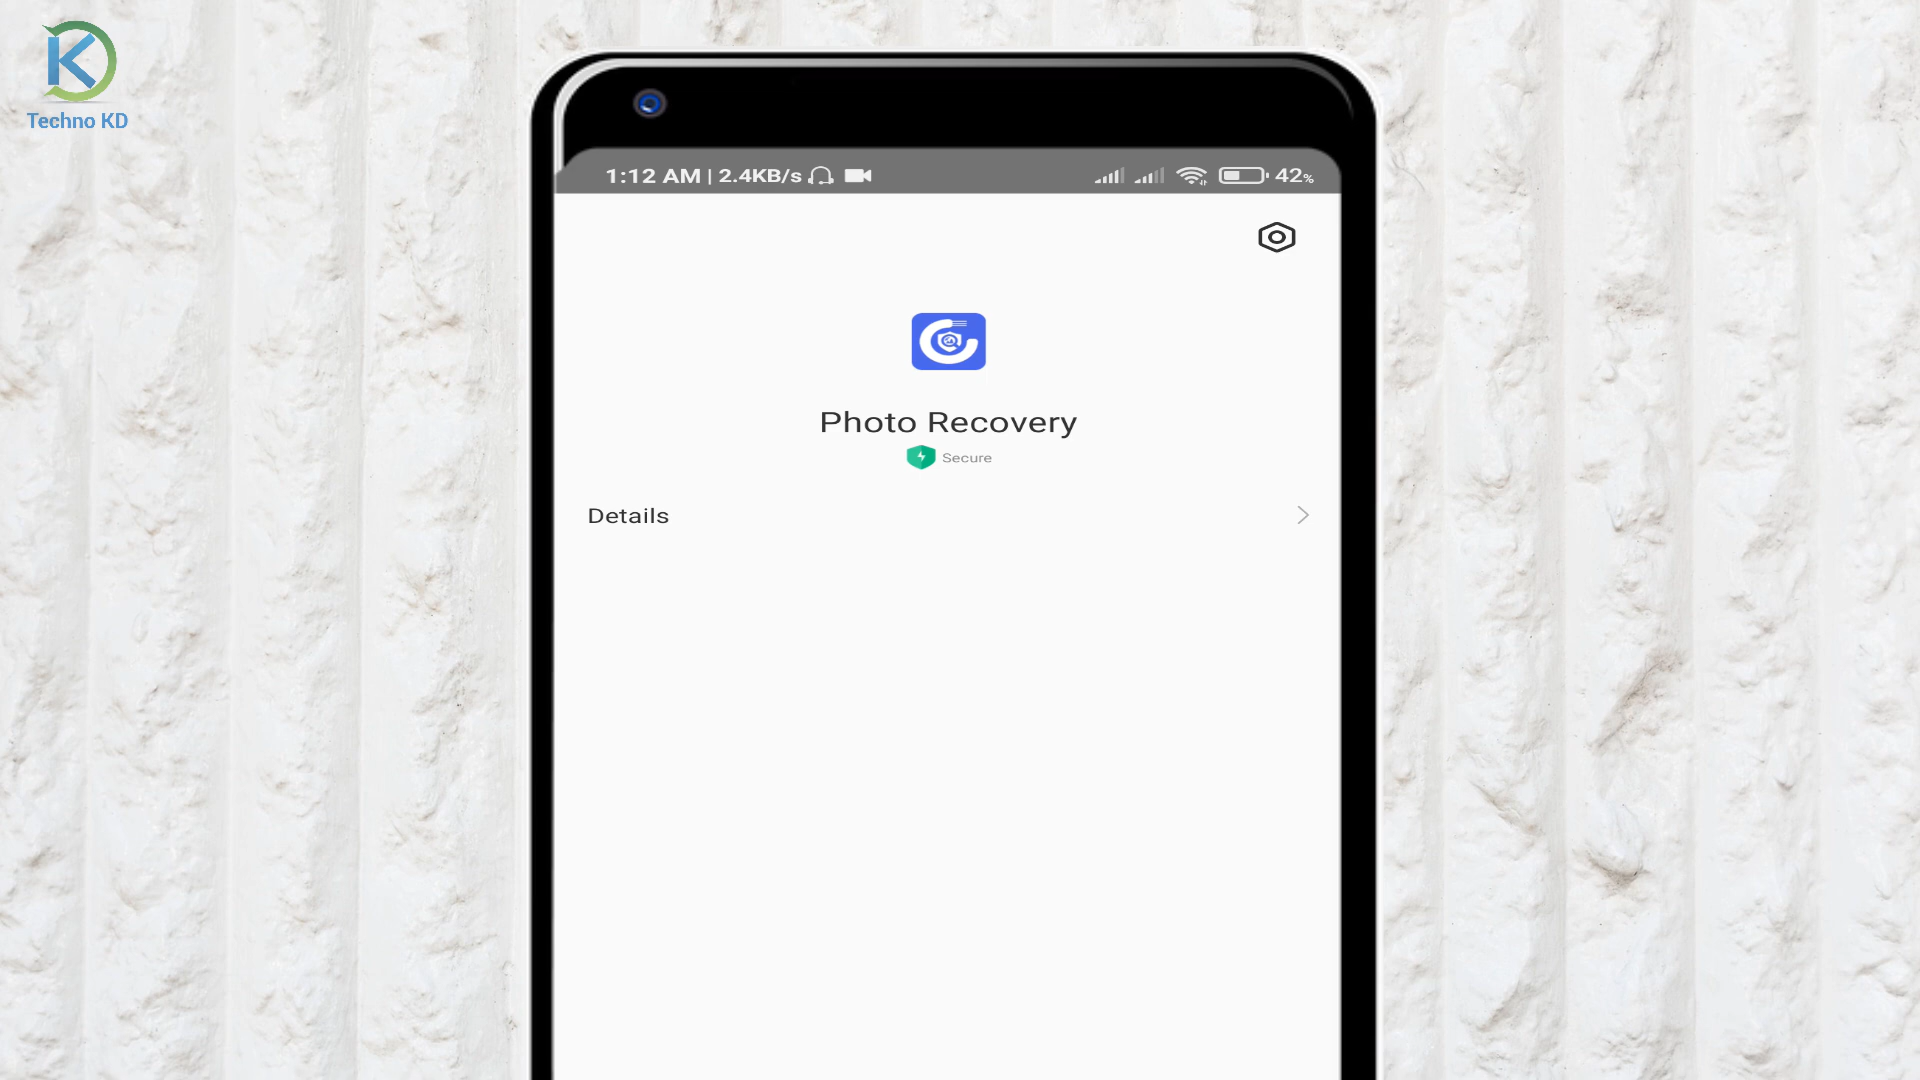 Techno KD
1:12 AM | 2.4KB/s 42%
Photo Recovery
Secure
Details